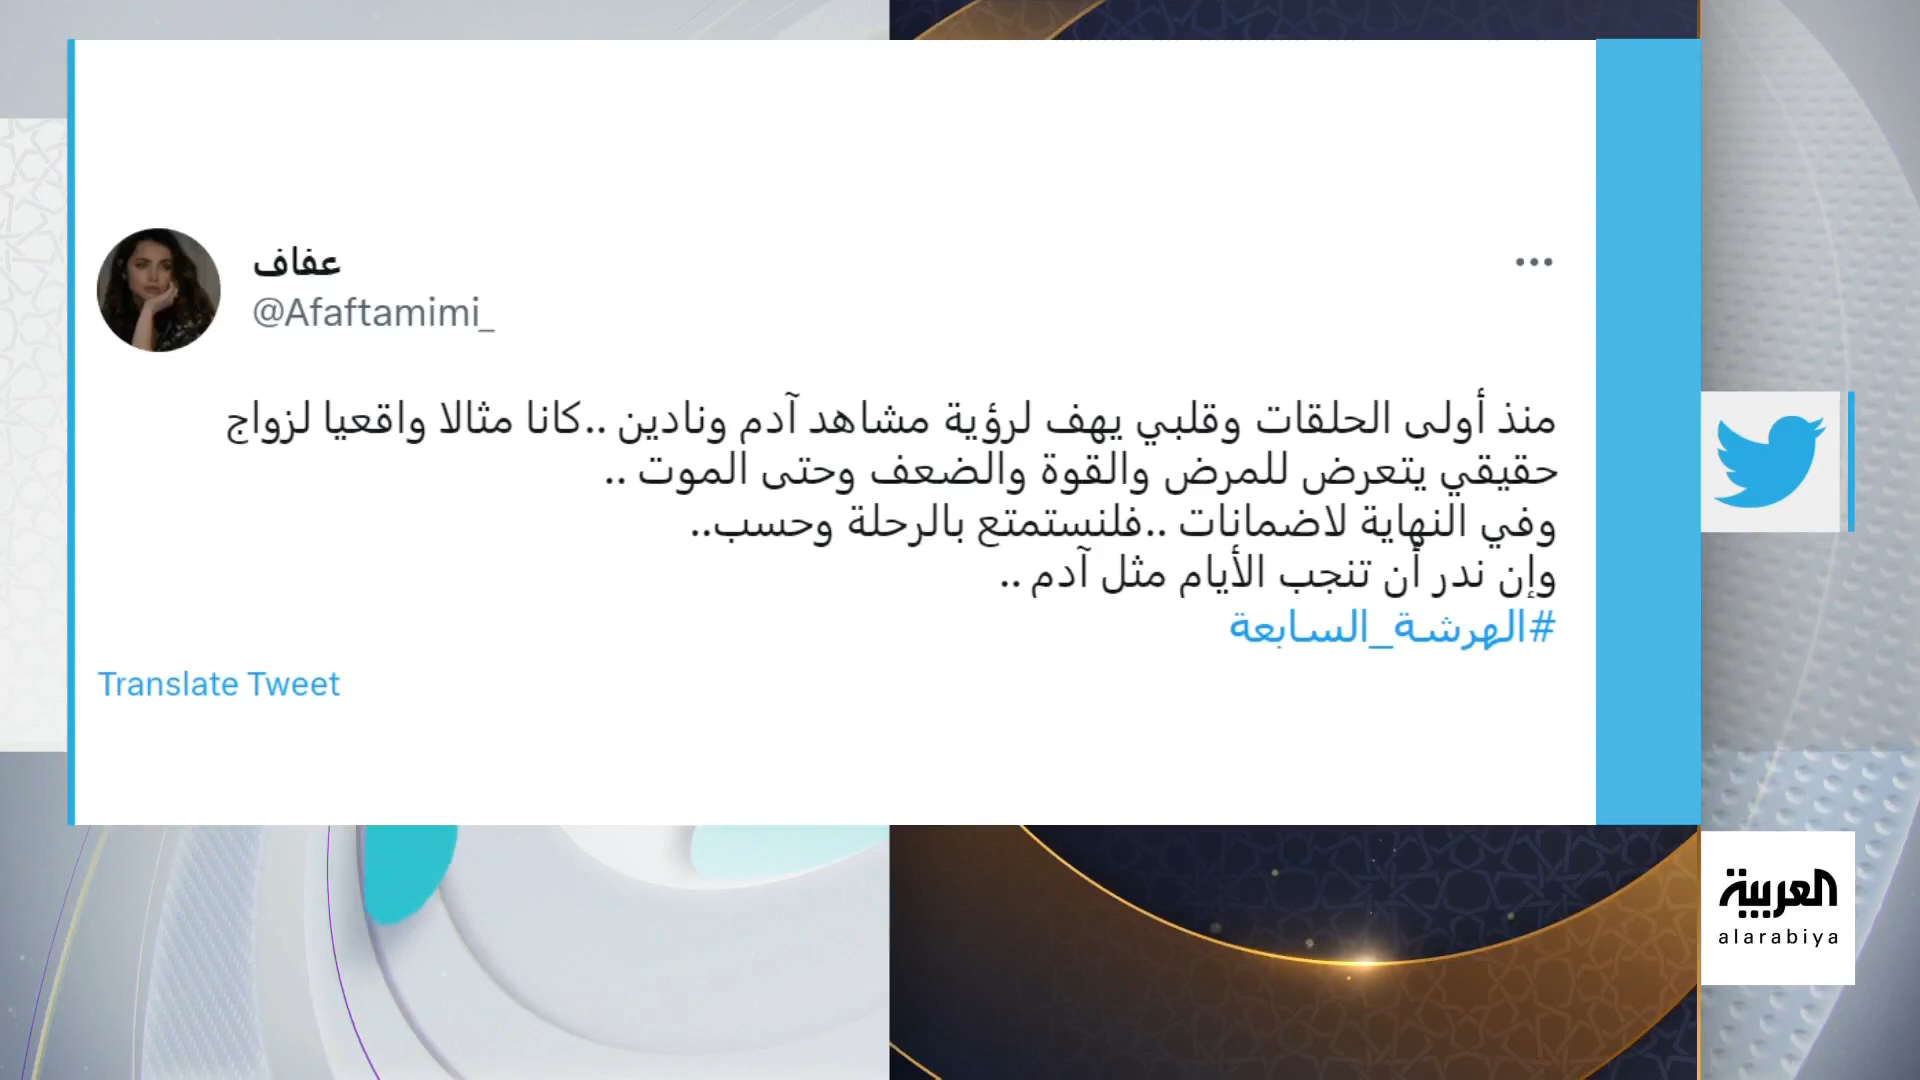 عفاف
@Afaftamimi_
منذ أولى الحلقات وقلبي يهف لرؤية مشاهد آدم ونادين ..كانا مثالا واقعيا لزواج
حقيقي يتعرض للمرض والقوة والضعف وحتى الموت ..
وفي النهاية لاضمانات ..فلنستمتع بالرحلة وحسب..
وإن ندر أن تنجب الأيام مثل آدم ..
#الهرشة_السابعة
Translate Tweet
العربية
alarabiya